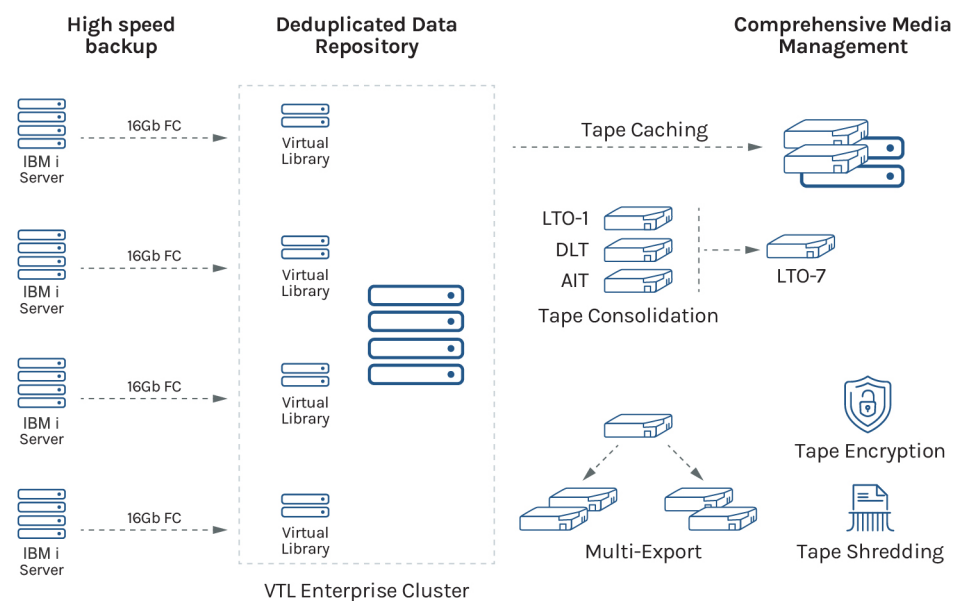 High speed
backup
Deduplicated Data
Repository
Comprehensive Media
Management
IBM i
Server
16Gb FC
Virtual
Library
Tape Caching
IBM i
Server
16Gb FC
Virtual
Library
LTO-1
DLT
AIT
Tape Consolidation
LTO-7
IBM i
Server
16Gb FC
Virtual
Library
Tape Encryption
IBM i
Server
16Gb FC
Virtual
Library
Multi-Export
Tape Shredding
VTL Enterprise Cluster